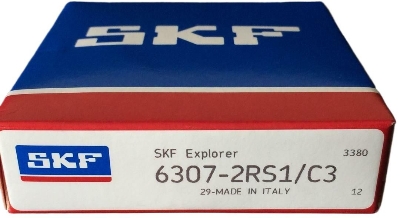 SKF
SKF Explorer 3380
SKF 6307-2RS1/C3
29-MADE IN ITALY 12